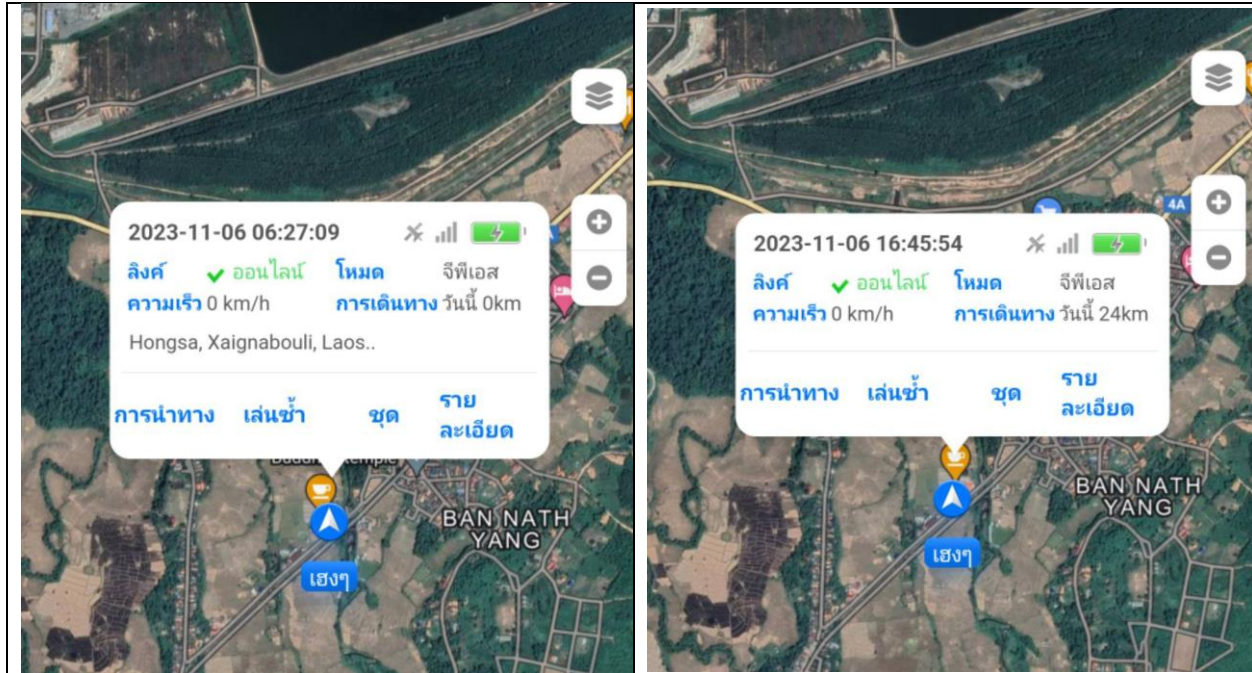 2023-11-06 06:27:09
ลิงค์ ออนไลน์ โหมด จีพีเอส
ความเร็ว 0 km/h การเดินทาง วันนี้ 0km
Hongsa, Xaignabouli, Laos..
การนำทาง เล่นซ้ำ ชุด ราย
ละเอียด
BAN NATH
YANG
เฮงๆ
4A
2023-11-06 16:45:54
ลิงค์ ออนไลน์ โหมด จีพีเอส
ความเร็ว 0 km/h การเดินทาง วันนี้ 24km
การนำทาง เล่นซ้ำ ชุด ราย
ละเอียด
BAN NATH
YANG
เฮงๆ